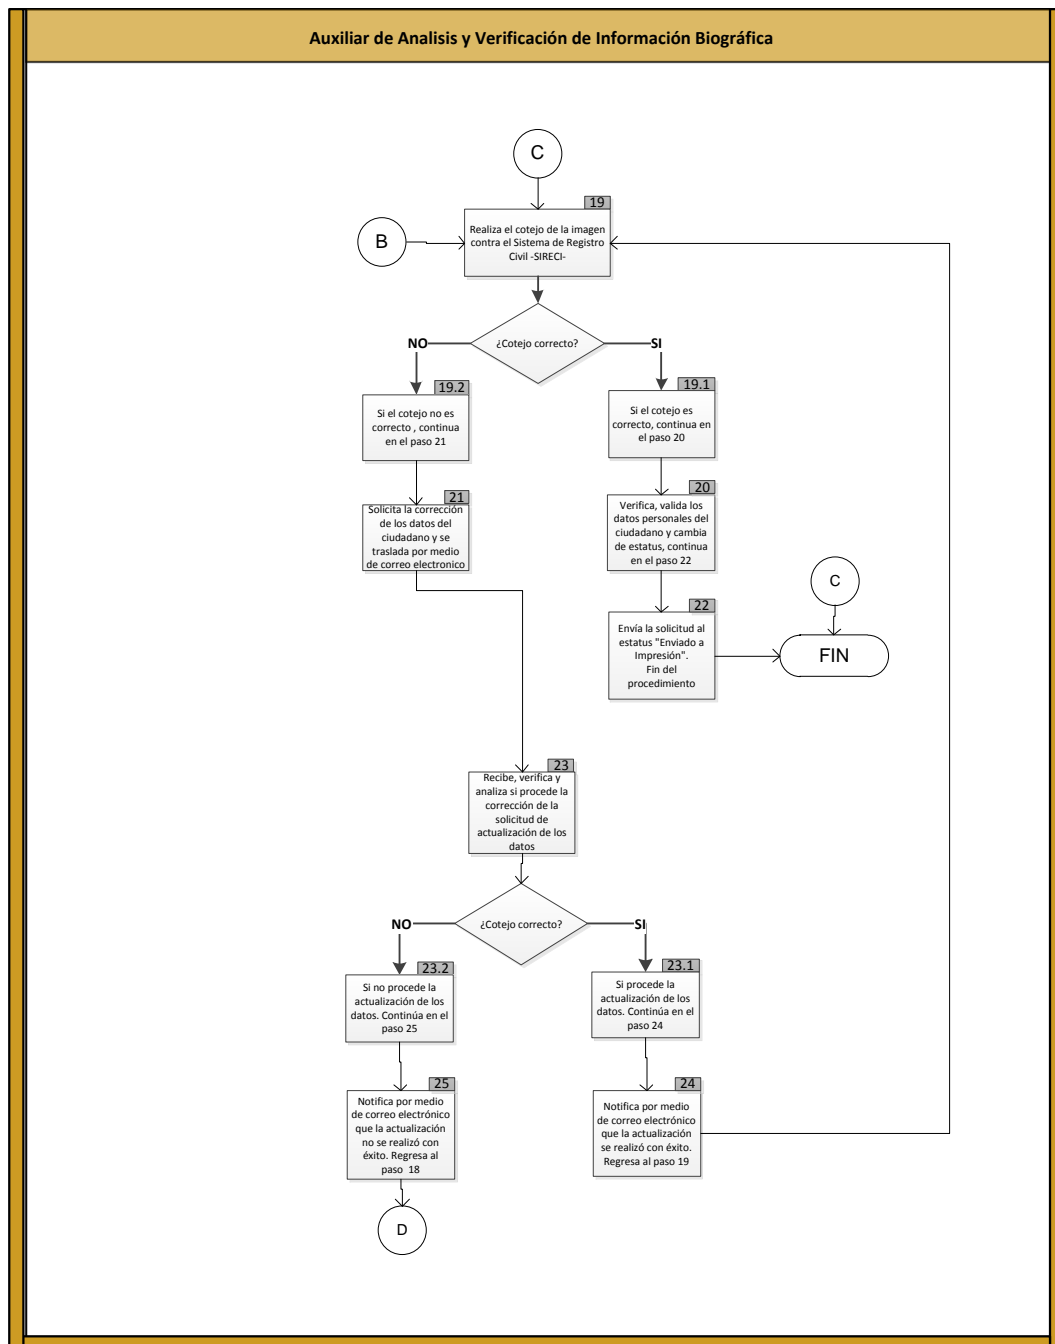 Auxiliar de Analisis y Verificación de Información Biográfica
C
19
Realiza el cotejo de la imagen
contra el Sistema de Registro
Civil -SIRECI-
B
¿Cotejo correcto?
NO
SI
19.2
Si el cotejo no es
correcto , continua
en el paso 21
19.1
Si el cotejo es
correcto, continua en
el paso 20
21
Solicita la corrección
de los datos del
ciudadano y se
traslada por medio
de correo electronico
20
Verifica, valida los
datos personales del
ciudadano y cambia
de estatus, continua
en el paso 22
C
22
Envía la solicitud al
estatus "Enviado a
Impresión".
Fin del
procedimiento
FIN
23
Recibe, verifica y
analiza si procede la
corrección de la
solicitud de
actualización de los
datos
¿Cotejo correcto?
NO
SI
23.2
Si no procede la
actualización de los
datos. Continúa en el
paso 25
23.1
Si procede la
actualización de los
datos. Continúa en el
paso 24
25
Notifica por medio
de correo electrónico
que la actualización
no se realizó con
éxito. Regresa al
paso 18
24
Notifica por medio
de correo electrónico
que la actualización
se realizó con éxito.
Regresa al paso 19
D